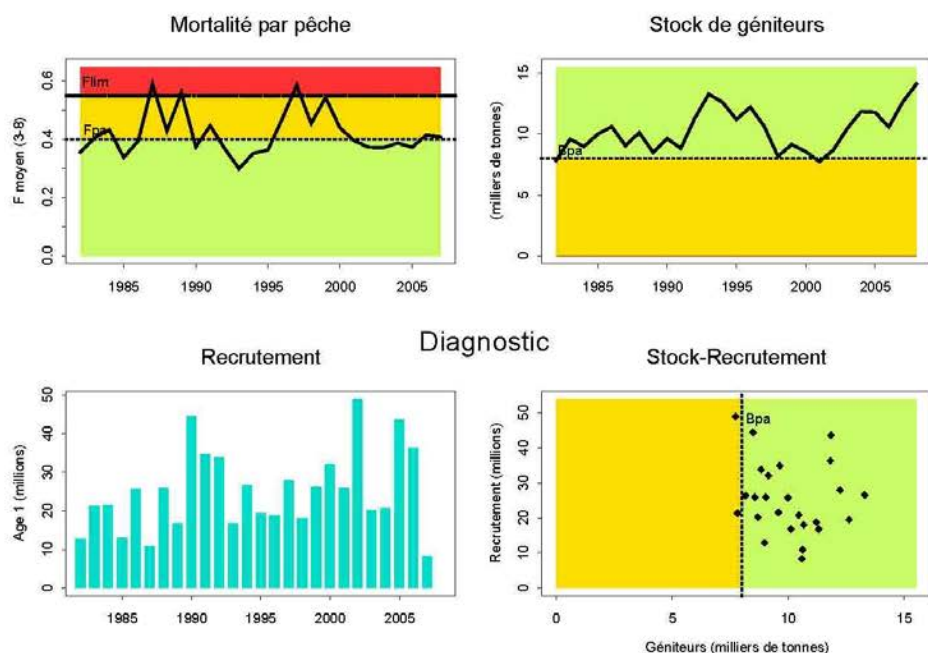 Mortalité par pêche
Flim
Fpa
F moyen (3-8)
0.0
0.2
0.4
0.6
1985
1990
1995
2000
2005
Stock de géniteurs
Bpa
(milliers de tonnes)
0
5
10
15
1985
1990
1995
2000
2005
Diagnostic
Recrutement
Age 1 (millions)
0
10
20
30
40
50
1985
1990
1995
2000
2005
Stock-Recrutement
Bpa
Recrutement (millions)
0
10
20
30
40
50
0
5
10
15
Géniteurs (milliers de tonnes)